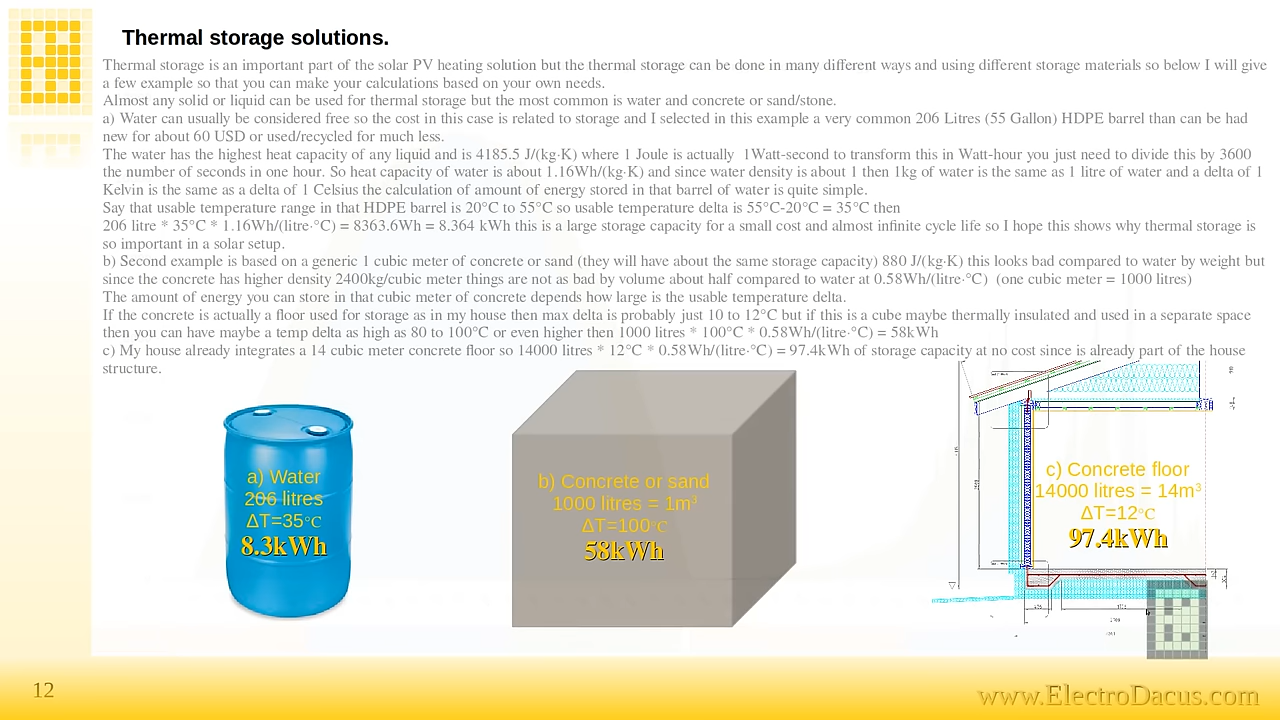 Thermal storage solutions.
Thermal storage is an important part of the solar PV heating solution but the thermal storage can be done in many different ways and using different storage materials so below I will give
a few example so that you can make your calculations based on your own needs.
Almost any solid or liquid can be used for thermal storage but the most common is water and concrete or sand/stone.
a) Water can usually be considered free so the cost in this case is related to storage and I selected in this example a very common 206 Litres (55 Gallon) HDPE barrel than can be had
new for about 60 USD or used/recycled for much less.
The water has the highest heat capacity of any liquid and is 4185.5 J/(kg·K) where 1 Joule is actually  1Watt-second to transform this in Watt-hour you just need to divide this by 3600
the number of seconds in one hour. So heat capacity of water is about 1.16Wh/(kg·K) and since water density is about 1 then 1kg of water is the same as 1 litre of water and a delta of 1
Kelvin is the same as a delta of 1 Celsius the calculation of amount of energy stored in that barrel of water is quite simple.
Say that usable temperature range in that HDPE barrel is 20°C to 55°C so usable temperature delta is 55°C-20°C = 35°C then
206 litre * 35°C * 1.16Wh/(litre·°C) = 8363.6Wh = 8.364 kWh this is a large storage capacity for a small cost and almost infinite cycle life so I hope this shows why thermal storage is
so important in a solar setup.
b) Second example is based on a generic 1 cubic meter of concrete or sand (they will have about the same storage capacity) 880 J/(kg·K) this looks bad compared to water by weight but
since the concrete has higher density 2400kg/cubic meter things are not as bad by volume about half compared to water at 0.58Wh/(litre·°C)  (one cubic meter = 1000 litres)
The amount of energy you can store in that cubic meter of concrete depends how large is the usable temperature delta.
If the concrete is actually a floor used for storage as in my house then max delta is probably just 10 to 12°C but if this is a cube maybe thermally insulated and used in a separate space
then you can have maybe a temp delta as high as 80 to 100°C or even higher then 1000 litres * 100°C * 0.58Wh/(litre·°C) = 58kWh
c) My house already integrates a 14 cubic meter concrete floor so 14000 litres * 12°C * 0.58Wh/(litre·°C) = 97.4kWh of storage capacity at no cost since is already part of the house
structure.
a) Water
206 litres
ΔT=35°C
8.3kWh
b) Concrete or sand
1000 litres = 1m³
ΔT=100°C
58kWh
c) Concrete floor
14000 litres = 14m³
ΔT=12°C
97.4kWh
12
www.ElectroDacus.com